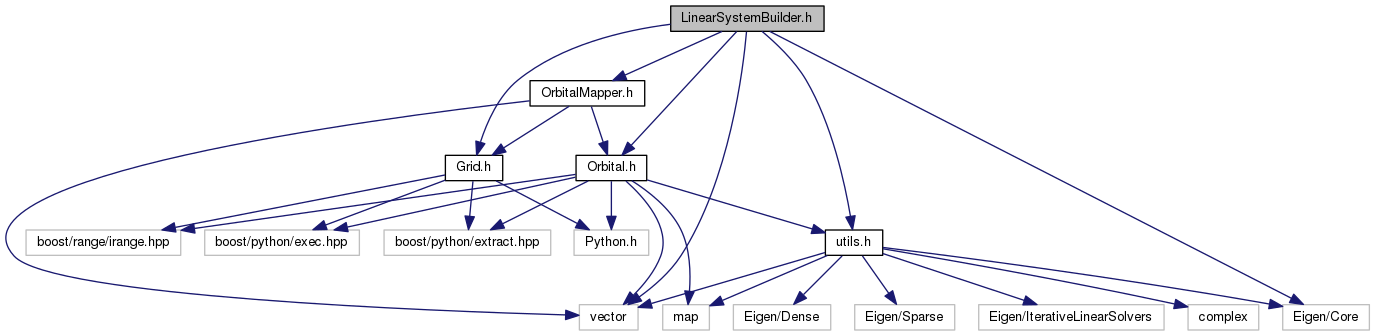 LinearSystemBuilder.h
OrbitalMapper.h
Grid.h
Orbital.h
boost/range/irange.hpp
boost/python/exec.hpp
boost/python/extract.hpp
Python.h
utils.h
vector
map
Eigen/Dense
Eigen/Sparse
Eigen/IterativeLinearSolvers
complex
Eigen/Core